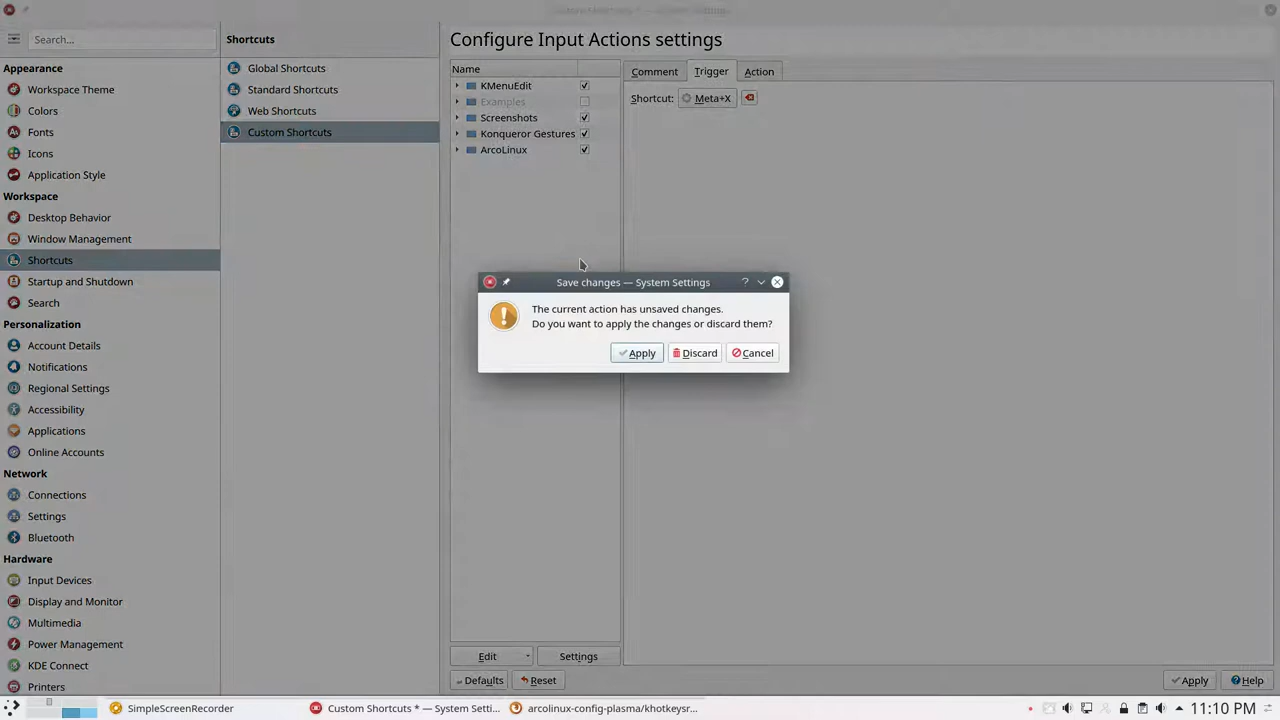 Search...
Shortcuts
Configure Input Actions settings
Appearance
Workspace Theme
Colors
Fonts
Icons
Application Style
Workspace
Desktop Behavior
Window Management
Shortcuts
Startup and Shutdown
Search
Personalization
Account Details
Notifications
Regional Settings
Accessibility
Applications
Online Accounts
Network
Connections
Settings
Bluetooth
Hardware
Input Devices
Display and Monitor
Multimedia
Power Management
KDE Connect
Printers
Global Shortcuts
Standard Shortcuts
Web Shortcuts
Custom Shortcuts
Name
KMenuEdit
Examples
Screenshots
Konqueror Gestures
ArcoLinux
Comment Trigger Action
Shortcut: Meta+X
Save changes — System Settings
The current action has unsaved changes.
Do you want to apply the changes or discard them?
Apply Discard Cancel
Edit Settings
Defaults Reset Apply Help
SimpleScreenRecorder Custom Shortcuts * — System Setti... arcolinux-config-plasma/khotkeysr... 11:10 PM